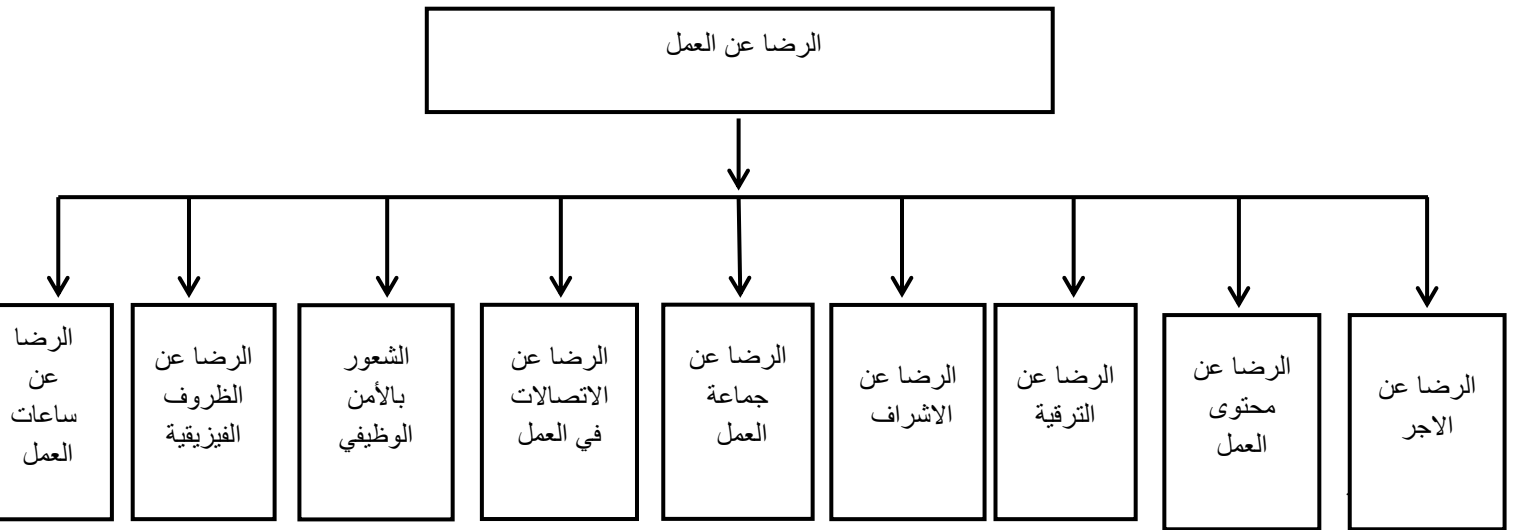 الرضا عن العمل
الرضا عن
الاجر
الرضا عن
محتوى
العمل
الرضا عن
الترقية
الرضا عن
الاشراف
الرضا عن
جماعة
العمل
الرضا عن
الاتصالات
في العمل
الشعور
بالأمن
الوظيفي
الرضا عن
الظروف
الفيزيقية
الرضا
عن
ساعات
العمل